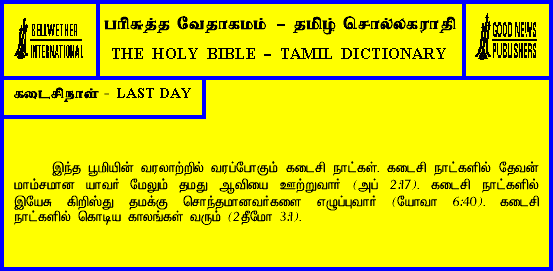 BELLWETHER
INTERNATIONAL
பரிசுத்த வேதாகமம் - தமிழ் சொல்லகராதி
THE HOLY BIBLE - TAMIL DICTIONARY
GOOD NEWS
PUBLISHERS
கடைசிநாள் - LAST DAY
இந்த பூமியின் வரலாற்றில் வரப்போகும் கடைசி நாட்கள். கடைசி நாட்களில் தேவன்
மாம்சமான யாவர் மேலும் தமது ஆவியை ஊற்றுவார் (அப் 2:17). கடைசி நாட்களில்
இயேசு கிறிஸ்து தமக்கு சொந்தமானவர்களை எழுப்புவார் (யோவா 6:40). கடைசி
நாட்களில் கொடிய காலங்கள் வரும் (2தீமோ 3:1).